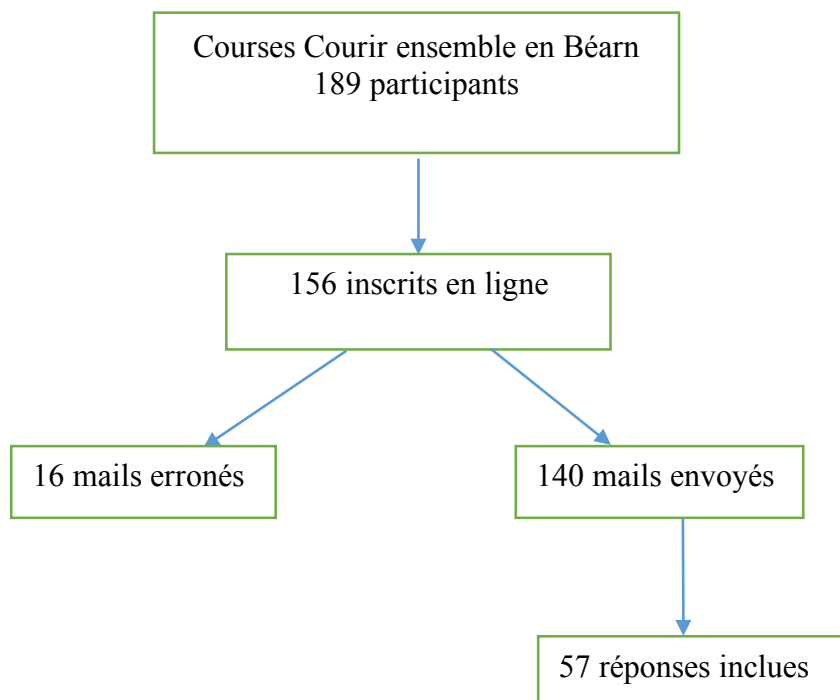 Courses Courir ensemble en Béarn
189 participants
156 inscrits en ligne
16 mails erronés
140 mails envoyés
57 réponses inclues